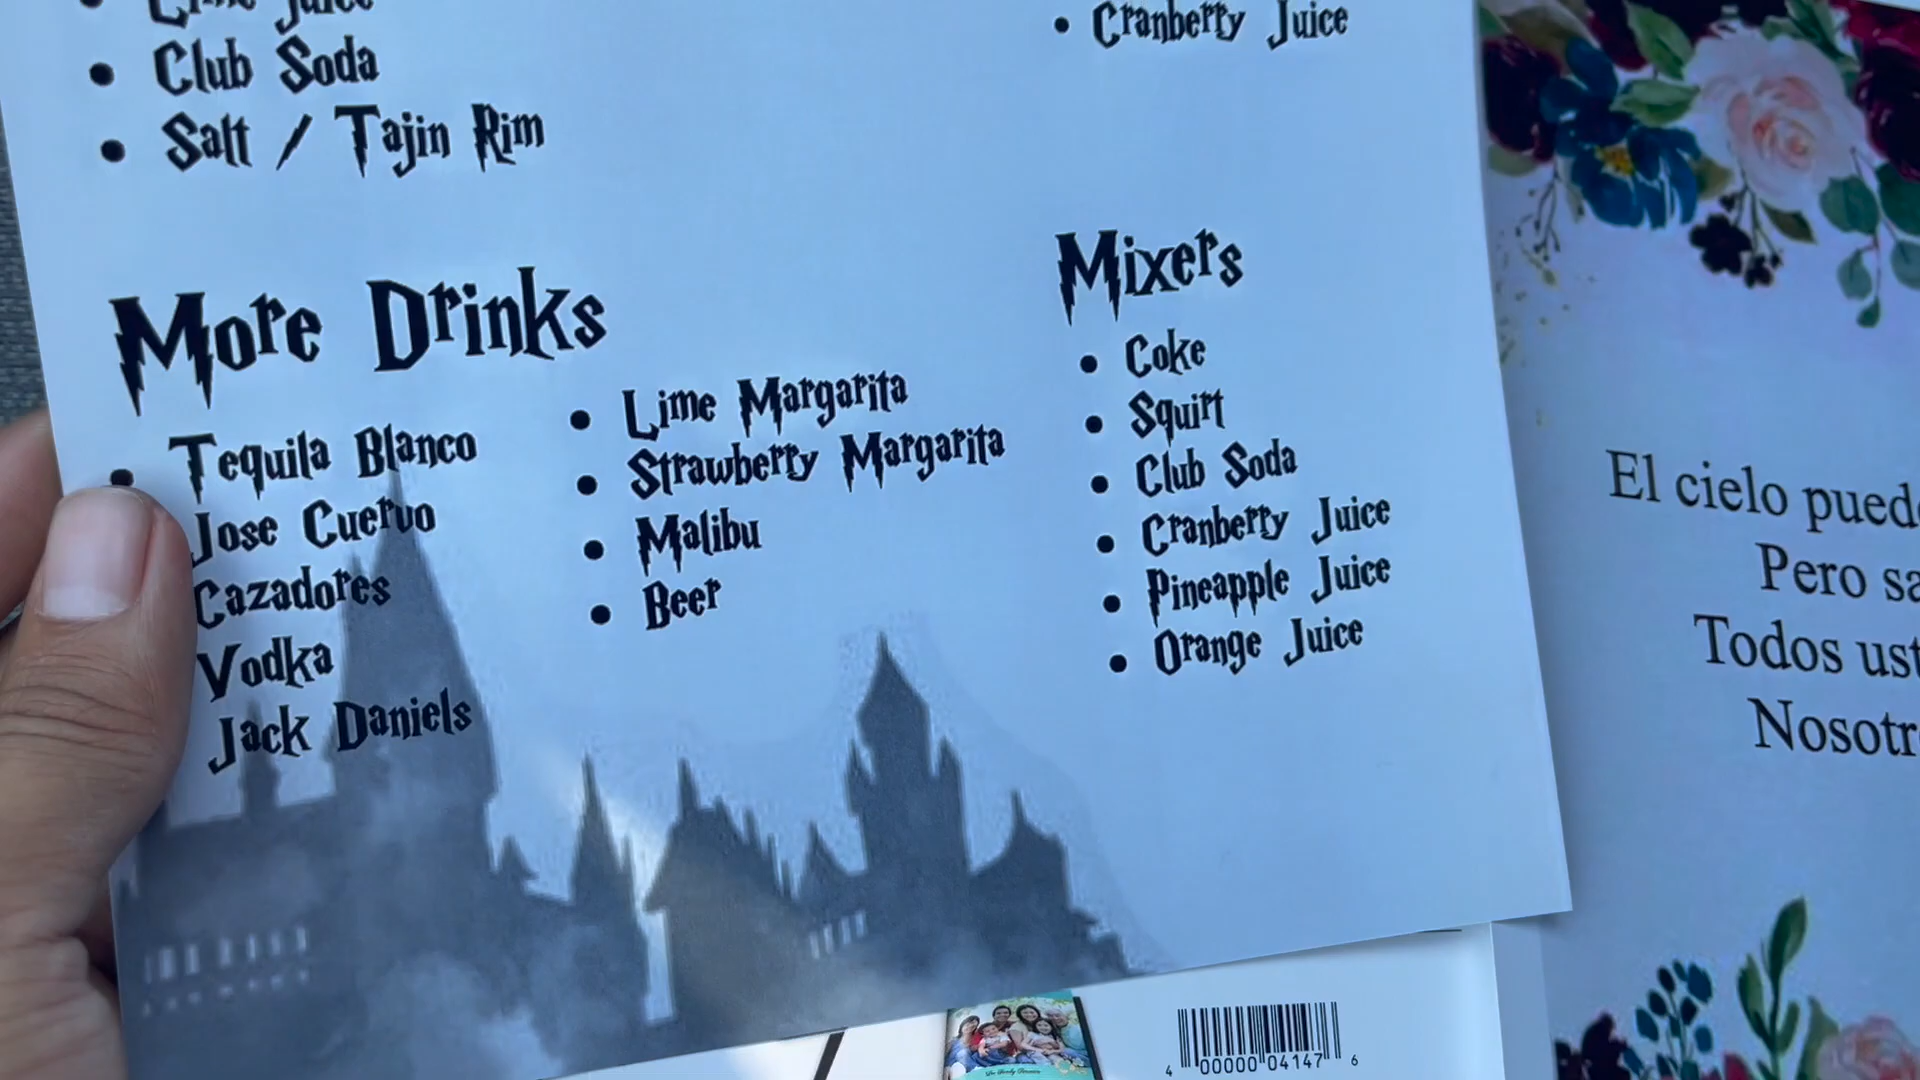 Lime Juice
Club Soda
Salt / Tajin Rim
Cranberry Juice
More Drinks
Tequila Blanco
Jose Cuervo
Cazadores
Vodka
Jack Daniels
Lime Margarita
Strawberry Margarita
Malibu
Beer
Mixers
Coke
Squirt
Club Soda
Cranberry Juice
Pineapple Juice
Orange Juice
El cielo pued
Pero sa
Todos ust
Nosotr
4 00000 04147 6